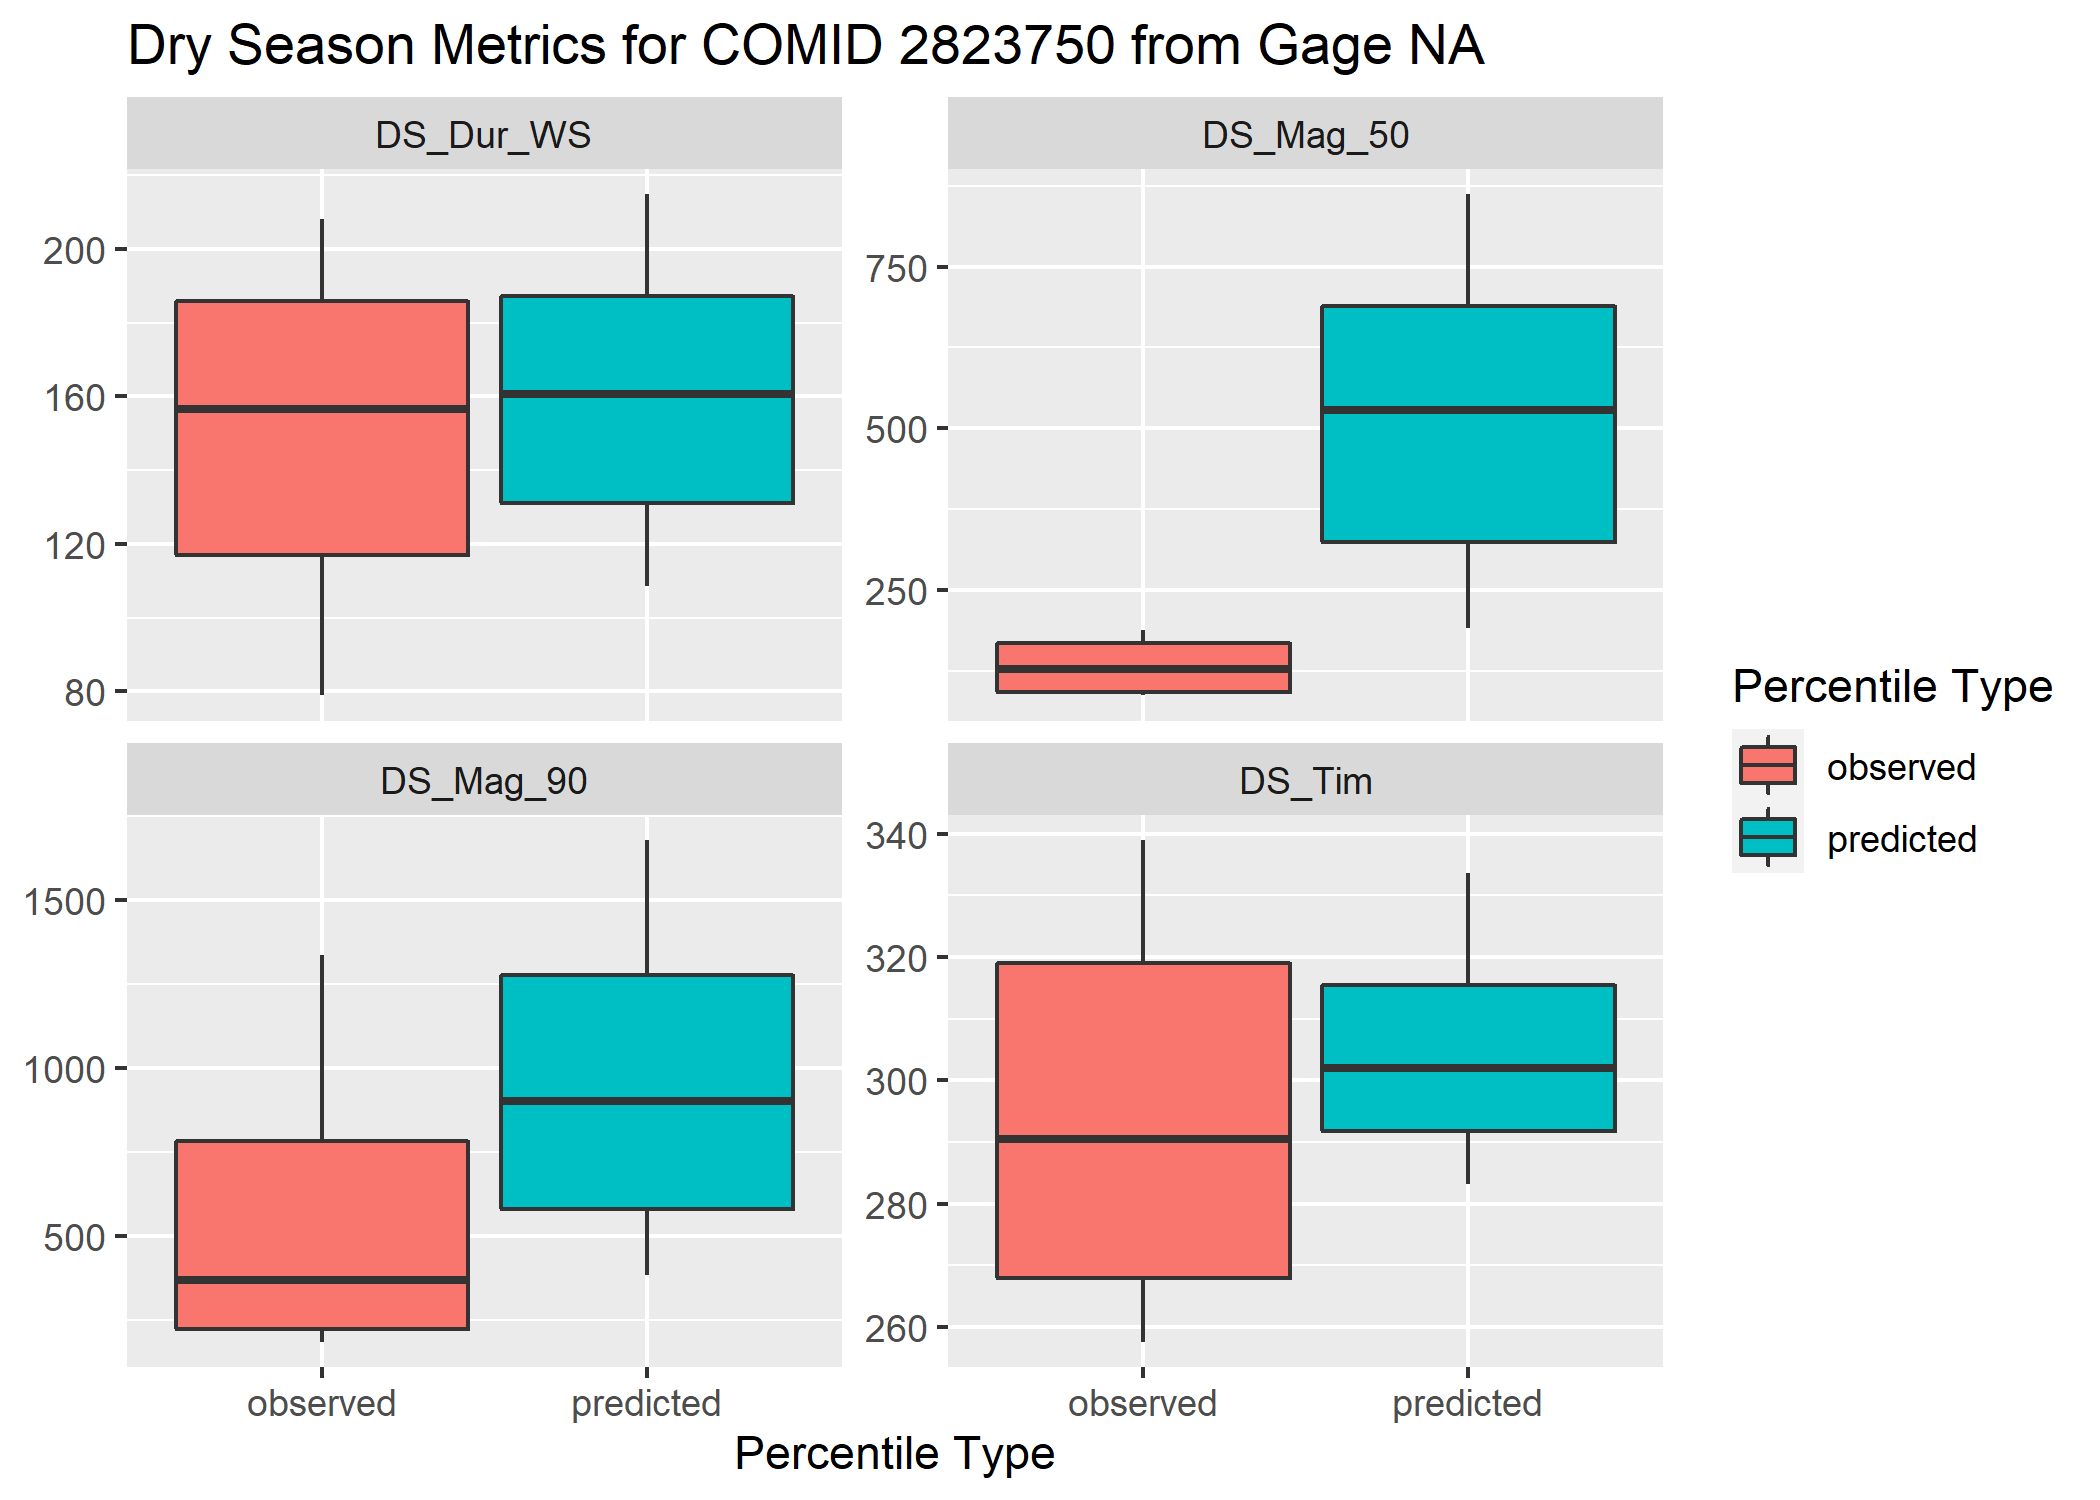 Dry Season Metrics for COMID 2823750 from Gage NA
DS_Dur_WS
DS_Mag_50
200
160
120
80
750
500
250
DS_Mag_90
DS_Tim
1500
1000
500
340
320
300
280
260
observed
predicted
observed
predicted
Percentile Type
Percentile Type
observed
predicted